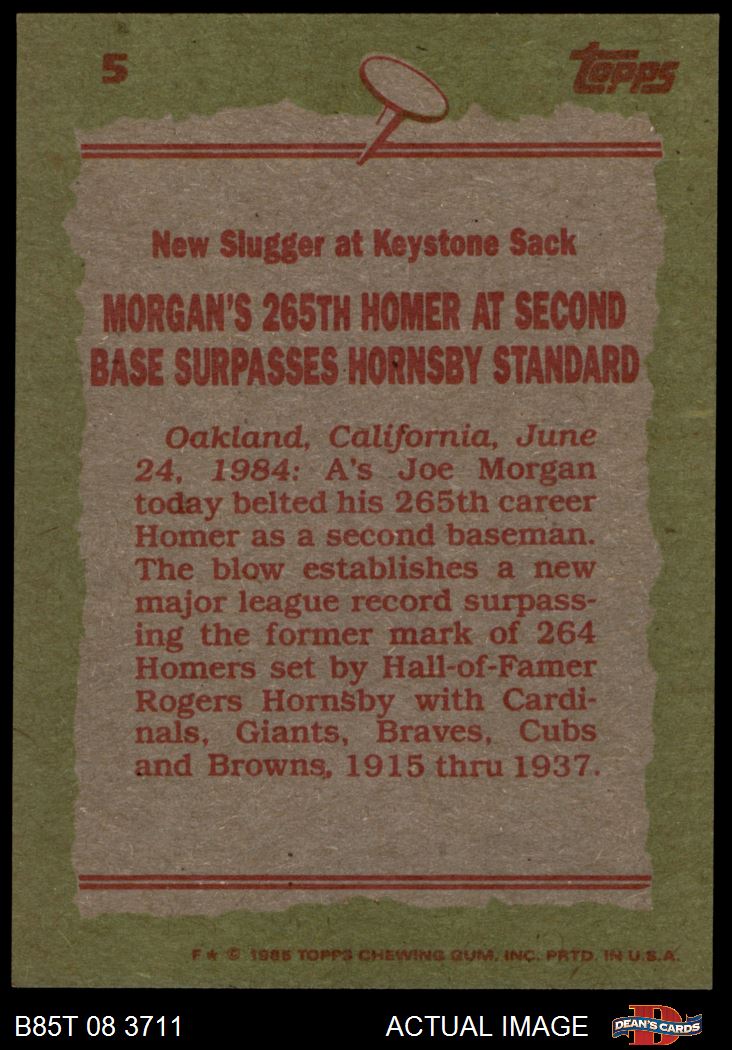 5
Topps
New Slugger at Keystone Sack
MORGAN'S 265TH HOMER AT SECOND
BASE SURPASSES HORNSBY STANDARD
Oakland, California, June
24, 1984: A's Joe Morgan
today belted his 265th career
Homer as a second baseman.
The blow establishes a new
major league record surpass-
ing the former mark of 264
Homers set by Hall-of-Famer
Rogers Hornsby with Cardi-
nals, Giants, Braves, Cubs
and Browns, 1915 thru 1937.
F★ © 1985 TOPPS CHEWING GUM, INC. PRTD. IN U.S.A.
B85T 08 3711
ACTUAL IMAGE
D
DEAN'S CARDS